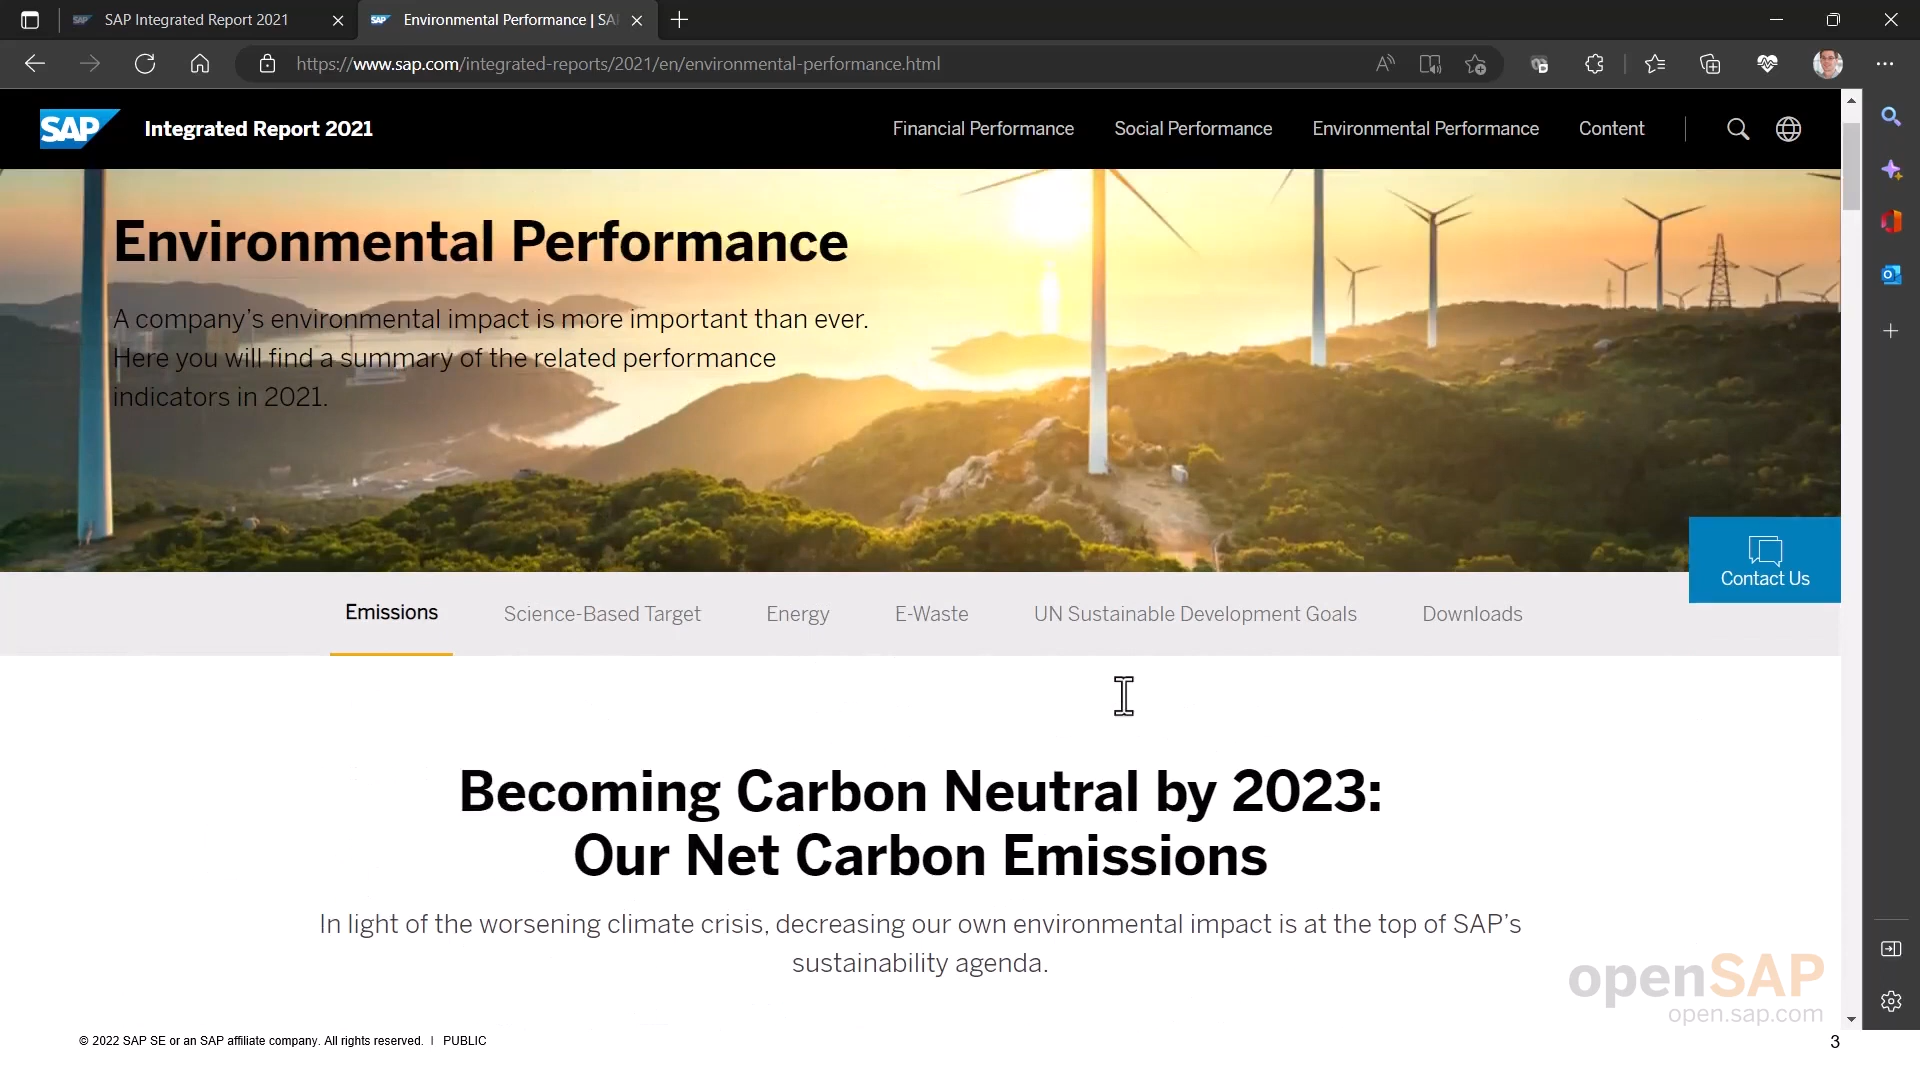 SAP Integrated Report 2021
Environmental Performance | SAP
https://www.sap.com/integrated-reports/2021/en/environmental-performance.html
SAP
Integrated Report 2021
Financial Performance
Social Performance
Environmental Performance
Content
Environmental Performance
A company’s environmental impact is more important than ever.
Here you will find a summary of the related performance
indicators in 2021.
Contact Us
Emissions
Science-Based Target
Energy
E-Waste
UN Sustainable Development Goals
Downloads
Becoming Carbon Neutral by 2023:
Our Net Carbon Emissions
In light of the worsening climate crisis, decreasing our own environmental impact is at the top of SAP’s
sustainability agenda.
openSAP
open.sap.com
© 2022 SAP SE or an SAP affiliate company. All rights reserved. | PUBLIC
3